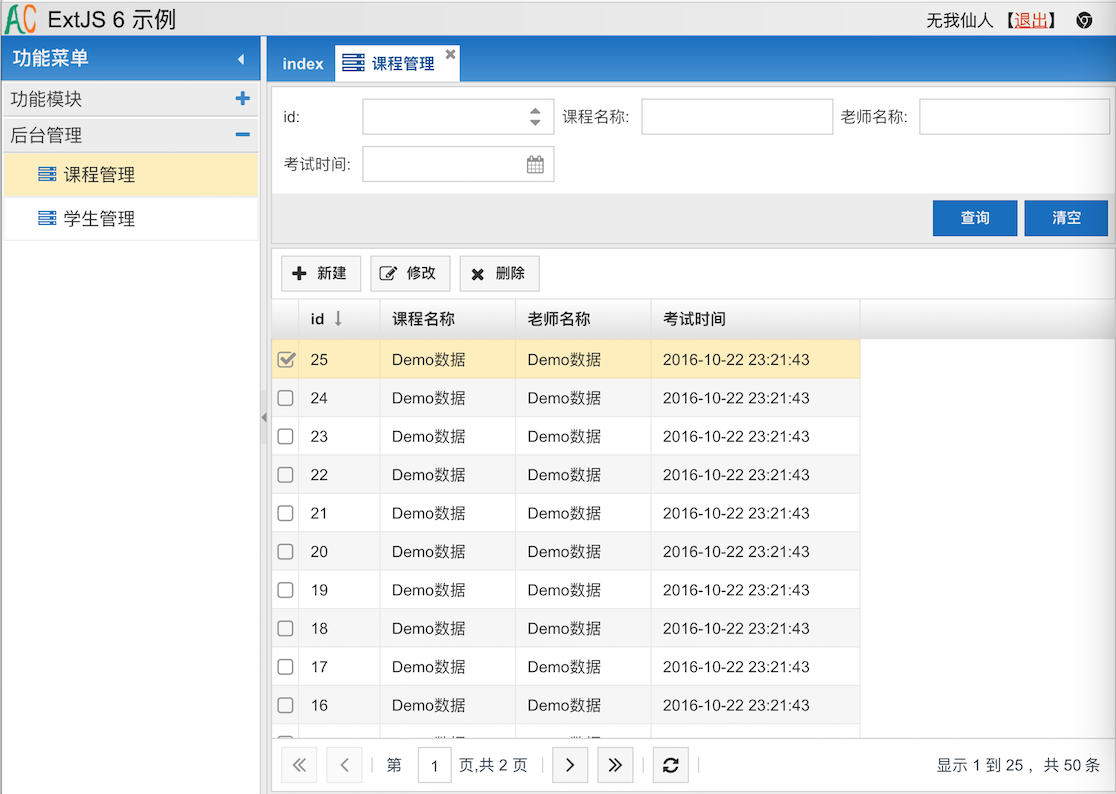 AC ExtJS 6 示例
无我仙人 【退出】
功能菜单
功能模块
后台管理
课程管理
学生管理
index 课程管理
id: 课程名称: 老师名称:
考试时间:
查询 清空
新建 修改 删除
id 课程名称 老师名称 考试时间
25 Demo数据 Demo数据 2016-10-22 23:21:43
24 Demo数据 Demo数据 2016-10-22 23:21:43
23 Demo数据 Demo数据 2016-10-22 23:21:43
22 Demo数据 Demo数据 2016-10-22 23:21:43
21 Demo数据 Demo数据 2016-10-22 23:21:43
20 Demo数据 Demo数据 2016-10-22 23:21:43
19 Demo数据 Demo数据 2016-10-22 23:21:43
18 Demo数据 Demo数据 2016-10-22 23:21:43
17 Demo数据 Demo数据 2016-10-22 23:21:43
16 Demo数据 Demo数据 2016-10-22 23:21:43
第 1 页,共 2 页
显示 1 到 25 ，共 50 条